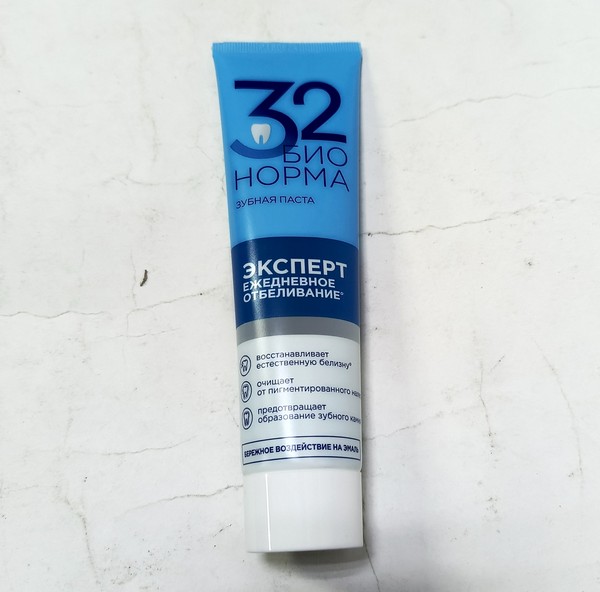 32
БИО
НОРМА
ЗУБНАЯ ПАСТА
ЭКСПЕРТ
ЕЖЕДНЕВНОЕ
ОТБЕЛИВАНИЕ*
восстанавливает
естественную белизну*
очищает
от пигментированного
предотвращает
образование зубного
БЕРЕЖНОЕ ВОЗДЕЙСТВИЕ НА ЭМАЛЬ